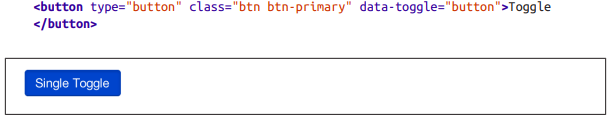 <button type="button" class="btn btn-primary" data-toggle="button">Toggle
</button>
Single Toggle